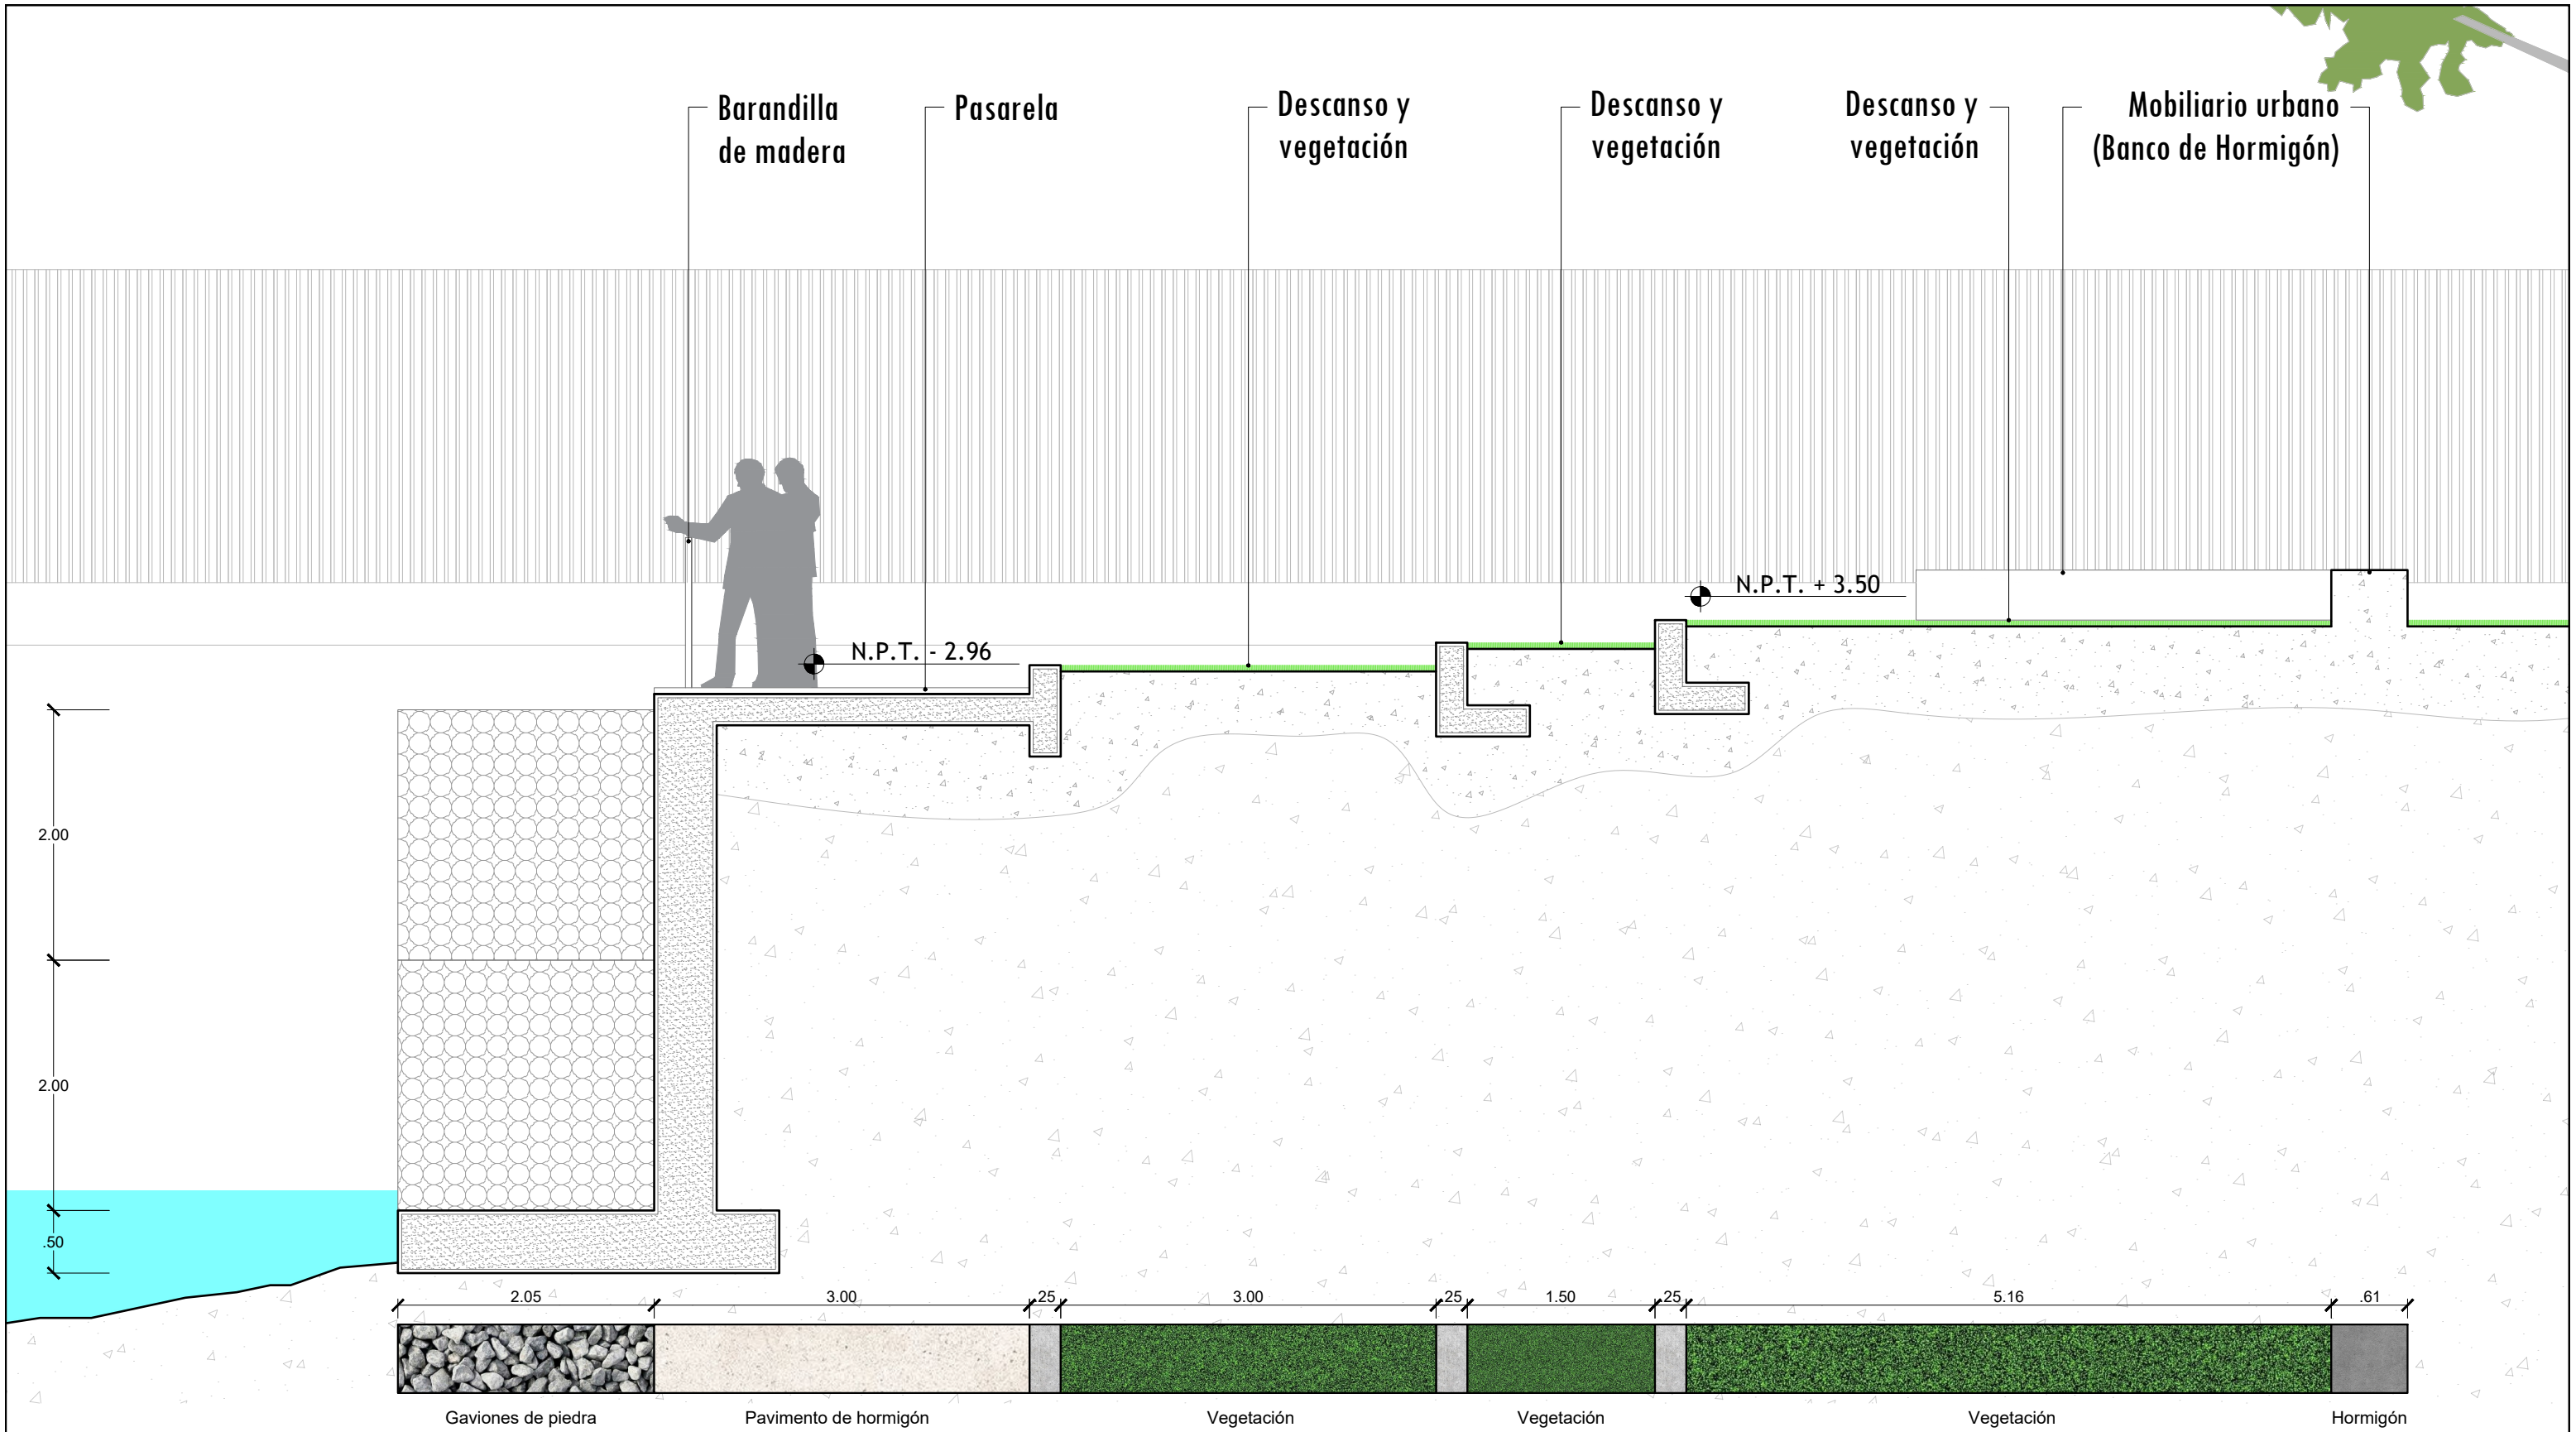 Barandilla
de madera
Pasarela
Descanso y
vegetación
Descanso y
vegetación
Descanso y
vegetación
Mobiliario urbano
(Banco de Hormigón)
N.P.T. + 3.50
N.P.T. - 2.96
2.00
2.00
.50
2.05
3.00
.25
3.00
.25
1.50
.25
5.16
.61
Gaviones de piedra
Pavimento de hormigón
Vegetación
Vegetación
Vegetación
Hormigón